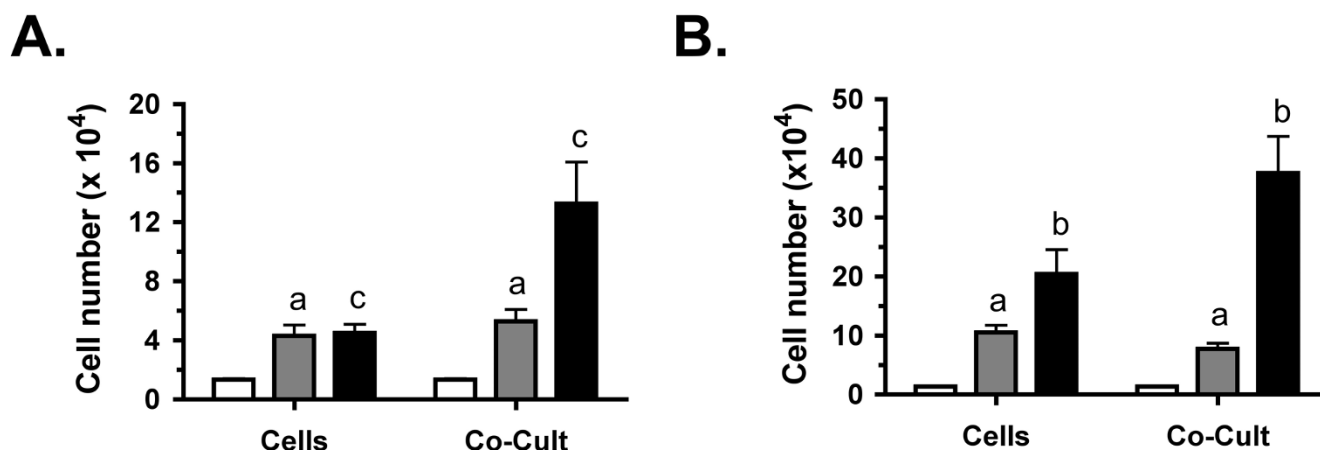 A.
Cell number (x 10⁴)
20
16
12
8
4
0
a
c
a
c
Cells
Co-Cult
B.
Cell number (x10⁴)
50
40
30
20
10
0
a
b
a
b
Cells
Co-Cult